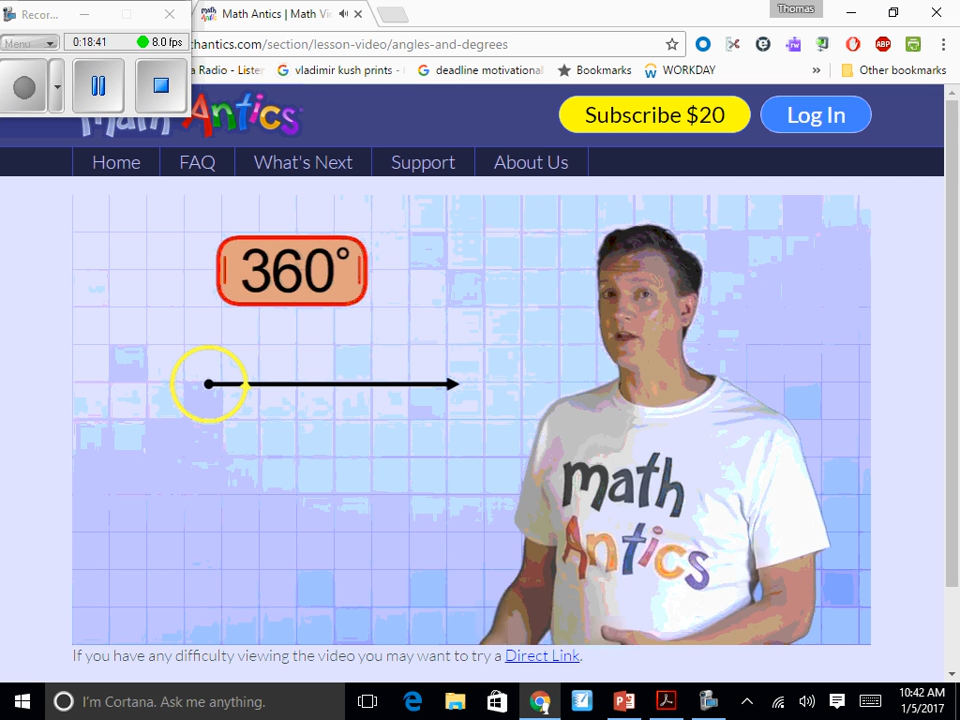 Recor...
Math Antics | Math Vi
Thomas
Menu
0:18:41
8.0 fps
hantics.com/section/lesson-video/angles-and-degrees
a Radio - Lister
vladimir kush prints -
deadline motivational
Bookmarks
WORKDAY
»
Other bookmarks
ABP
Math Antics
Subscribe $20
Log In
Home
FAQ
What's Next
Support
About Us
360°
math
Antics
If you have any difficulty viewing the video you may want to try a Direct Link.
I'm Cortana. Ask me anything.
10:42 AM
1/5/2017